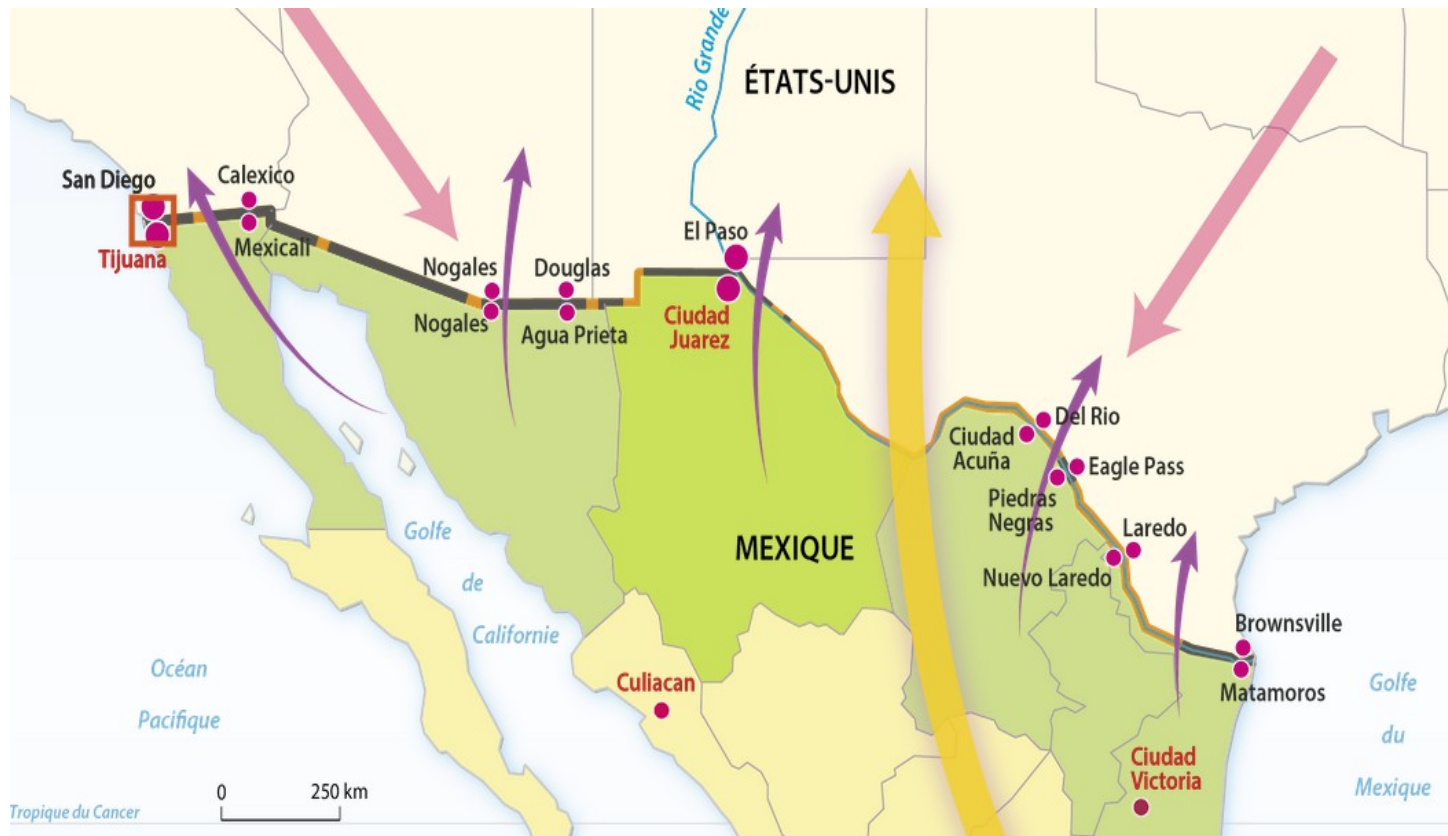 Rio Grande
ÉTATS-UNIS
San Diego
Calexico
Tijuana
Mexicali
Nogales
Nogales
Douglas
Agua Prieta
El Paso
Ciudad
Juarez
Del Rio
Ciudad
Acuña
Eagle Pass
Piedras
Negras
Laredo
Nuevo Laredo
MEXIQUE
Golfe
de
Californie
Brownsville
Matamoros
Océan
Pacifique
Culiacan
Golfe
du
Mexique
Ciudad
Victoria
0 250 km
Tropique du Cancer